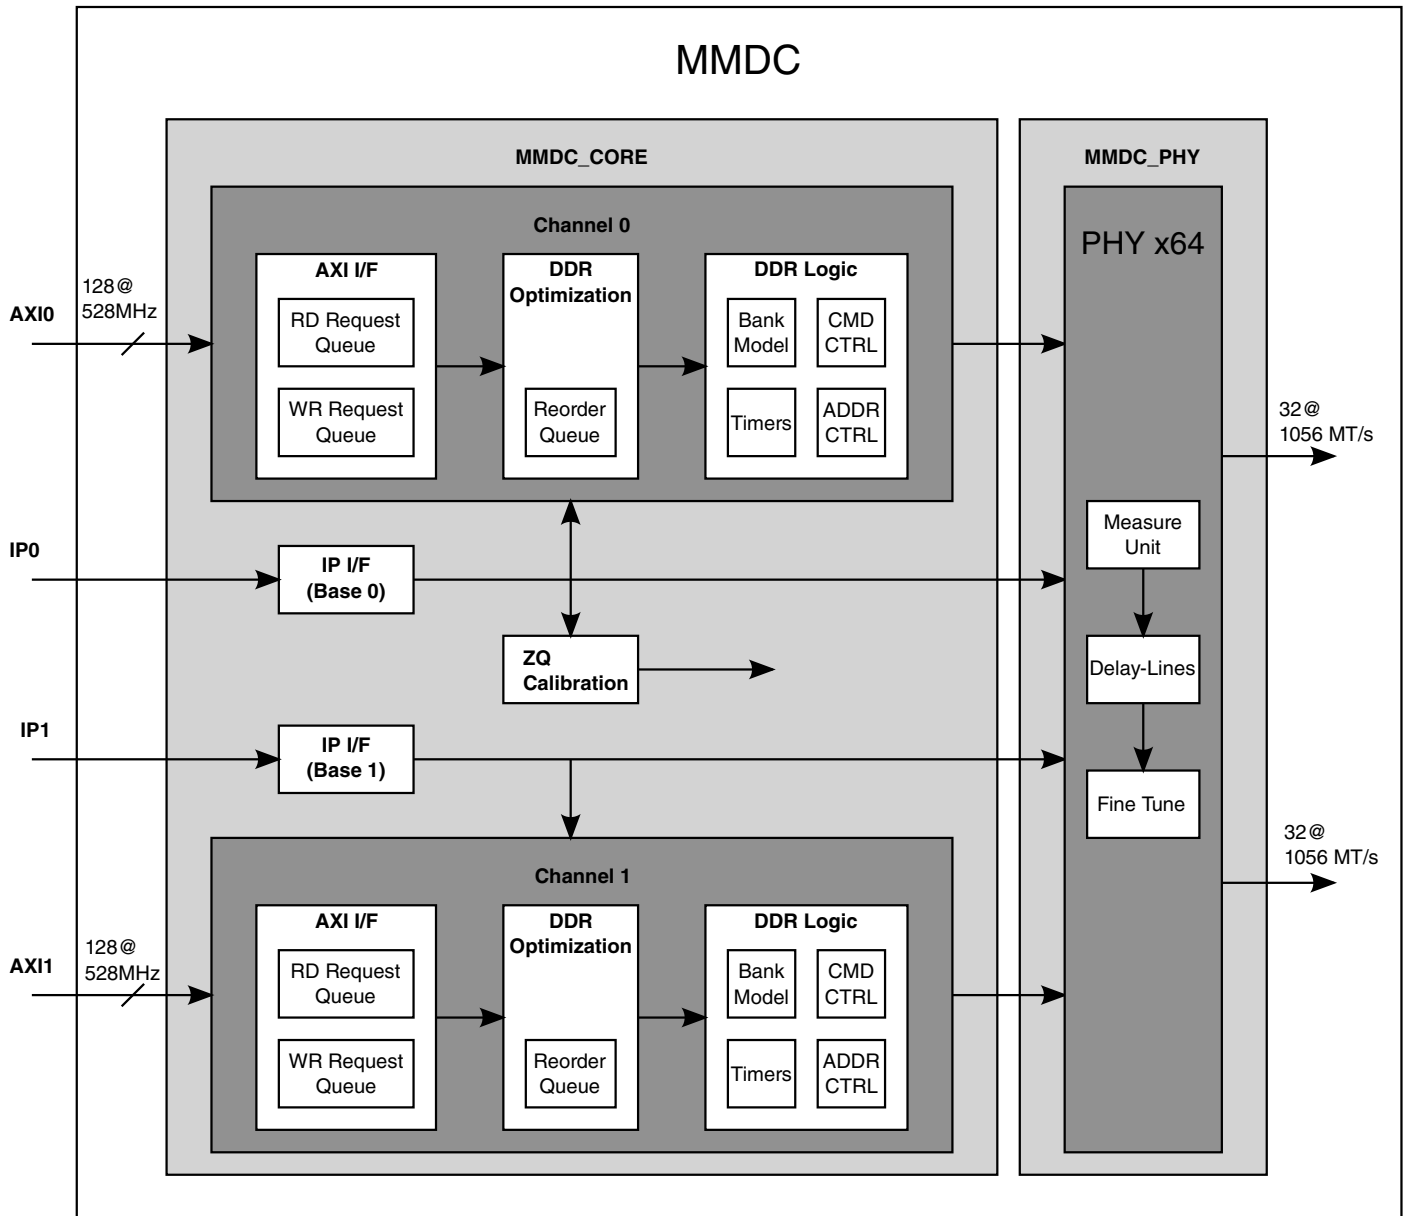 MMDC
MMDC_CORE
MMDC_PHY
Channel 0
PHY x64
AXI I/F
DDR
Optimization
DDR Logic
128@
528MHz
AXI0
RD Request
Queue
Bank
Model
CMD
CTRL
WR Request
Queue
Reorder
Queue
Timers
ADDR
CTRL
32@
1056 MT/s
Measure
Unit
IP0
IP I/F
(Base 0)
ZQ
Calibration
Delay-Lines
IP1
IP I/F
(Base 1)
Fine Tune
32@
1056 MT/s
Channel 1
AXI I/F
DDR
Optimization
DDR Logic
128@
528MHz
AXI1
RD Request
Queue
Bank
Model
CMD
CTRL
WR Request
Queue
Reorder
Queue
Timers
ADDR
CTRL